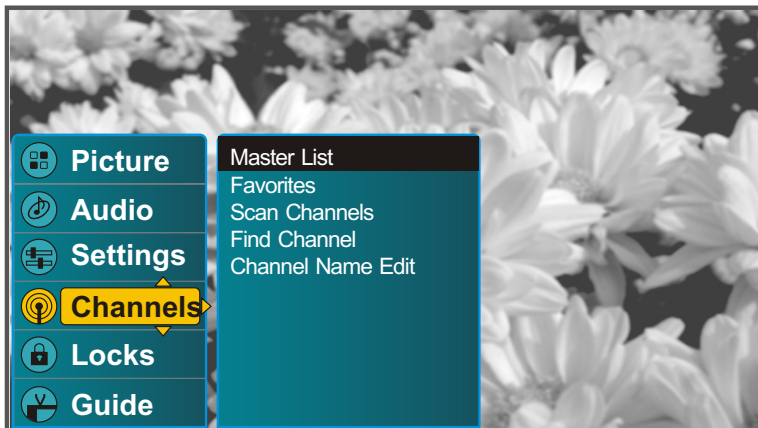 Picture
Audio
Settings
Channels
Locks
Guide
Master List
Favorites
Scan Channels
Find Channel
Channel Name Edit